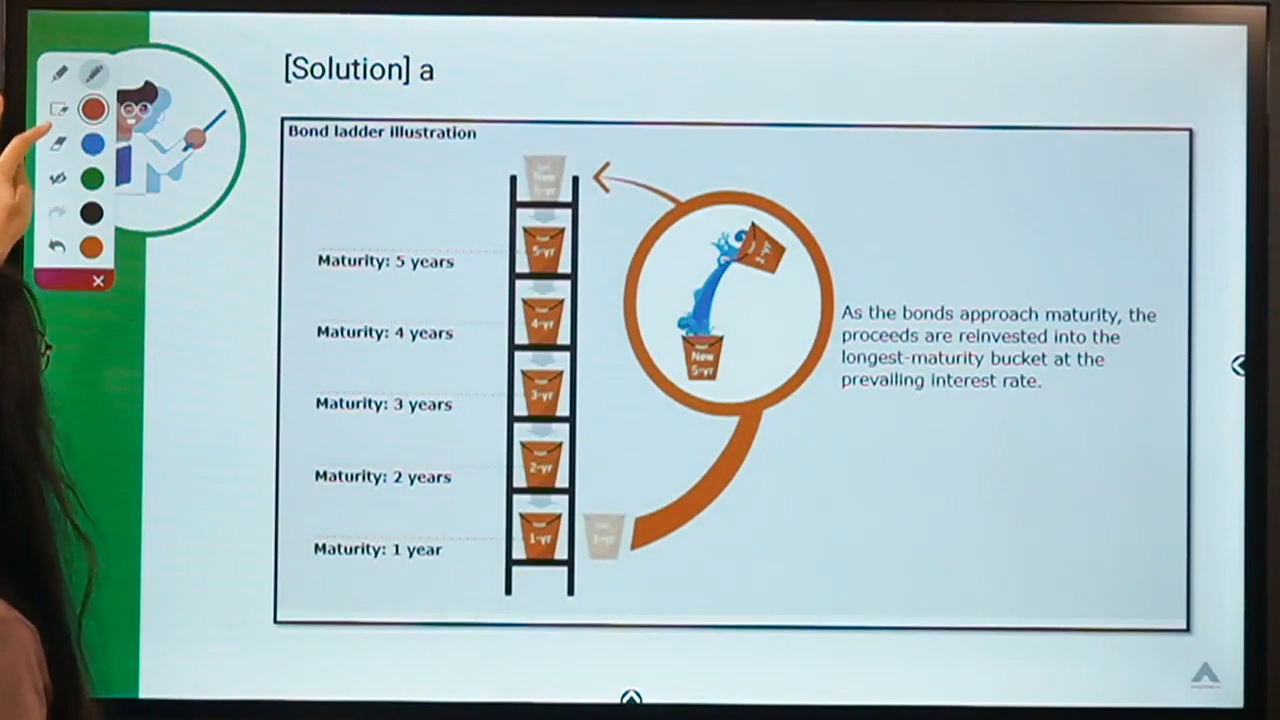 [Solution] a
Bond ladder illustration
New
5-yr
Maturity: 5 years
4-yr
Maturity: 4 years
3-yr
Maturity: 3 years
2-yr
Maturity: 2 years
1-yr
Maturity: 1 year
1-yr
New
5-yr
As the bonds approach maturity, the
proceeds are reinvested into the
longest-maturity bucket at the
prevailing interest rate.